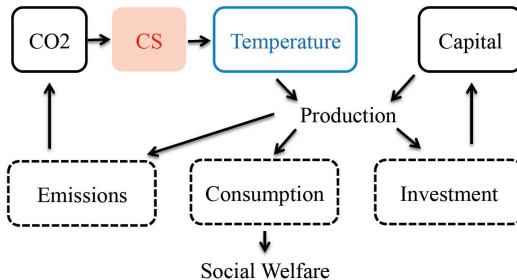 CO2
CS
Temperature
Capital
Production
Emissions
Consumption
Investment
Social Welfare